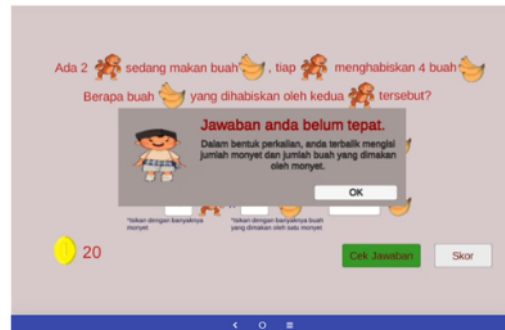 Ada 2 sedang makan buah , tiap menghabiskan 4 buah
Berapa buah yang dihabiskan oleh kedua tersebut?
Jawaban anda belum tepat.
Dalam bentuk perkalian, anda terbalik mengisi
jumlah monyet dan jumlah buah yang dimakan
oleh monyet.
OK
*Isikan dengan banyaknya
monyet
*Isikan dengan banyaknya buah
yang dimakan oleh satu monyet
20
Cek Jawaban
Skor